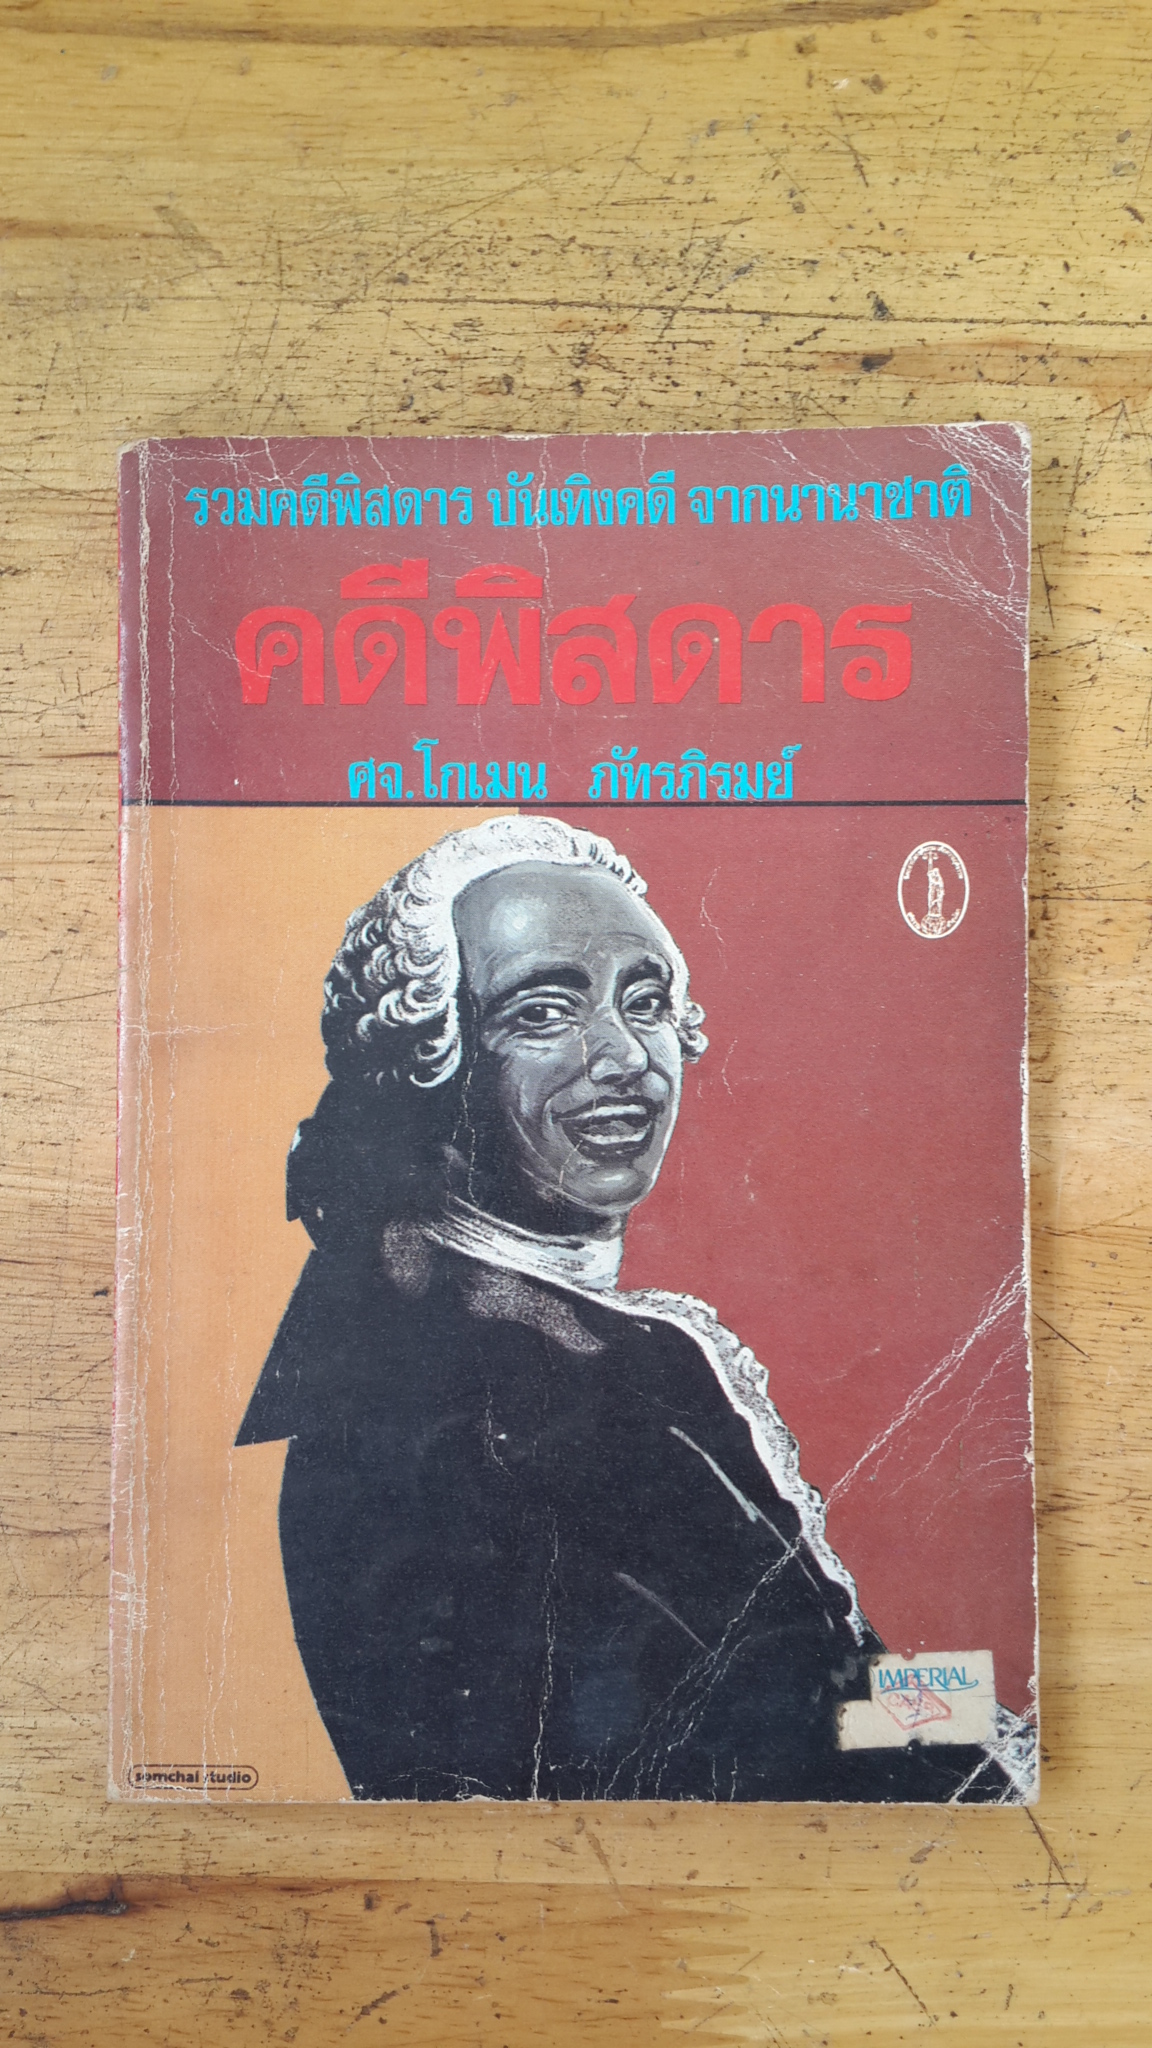 รวมคดีพิสดาร บันเทิงคดี จากนานาชาติ
คดีพิสดาร
ศจ.โกเมน ภัทรภิรมย์
IMPERIAL
somchai studio